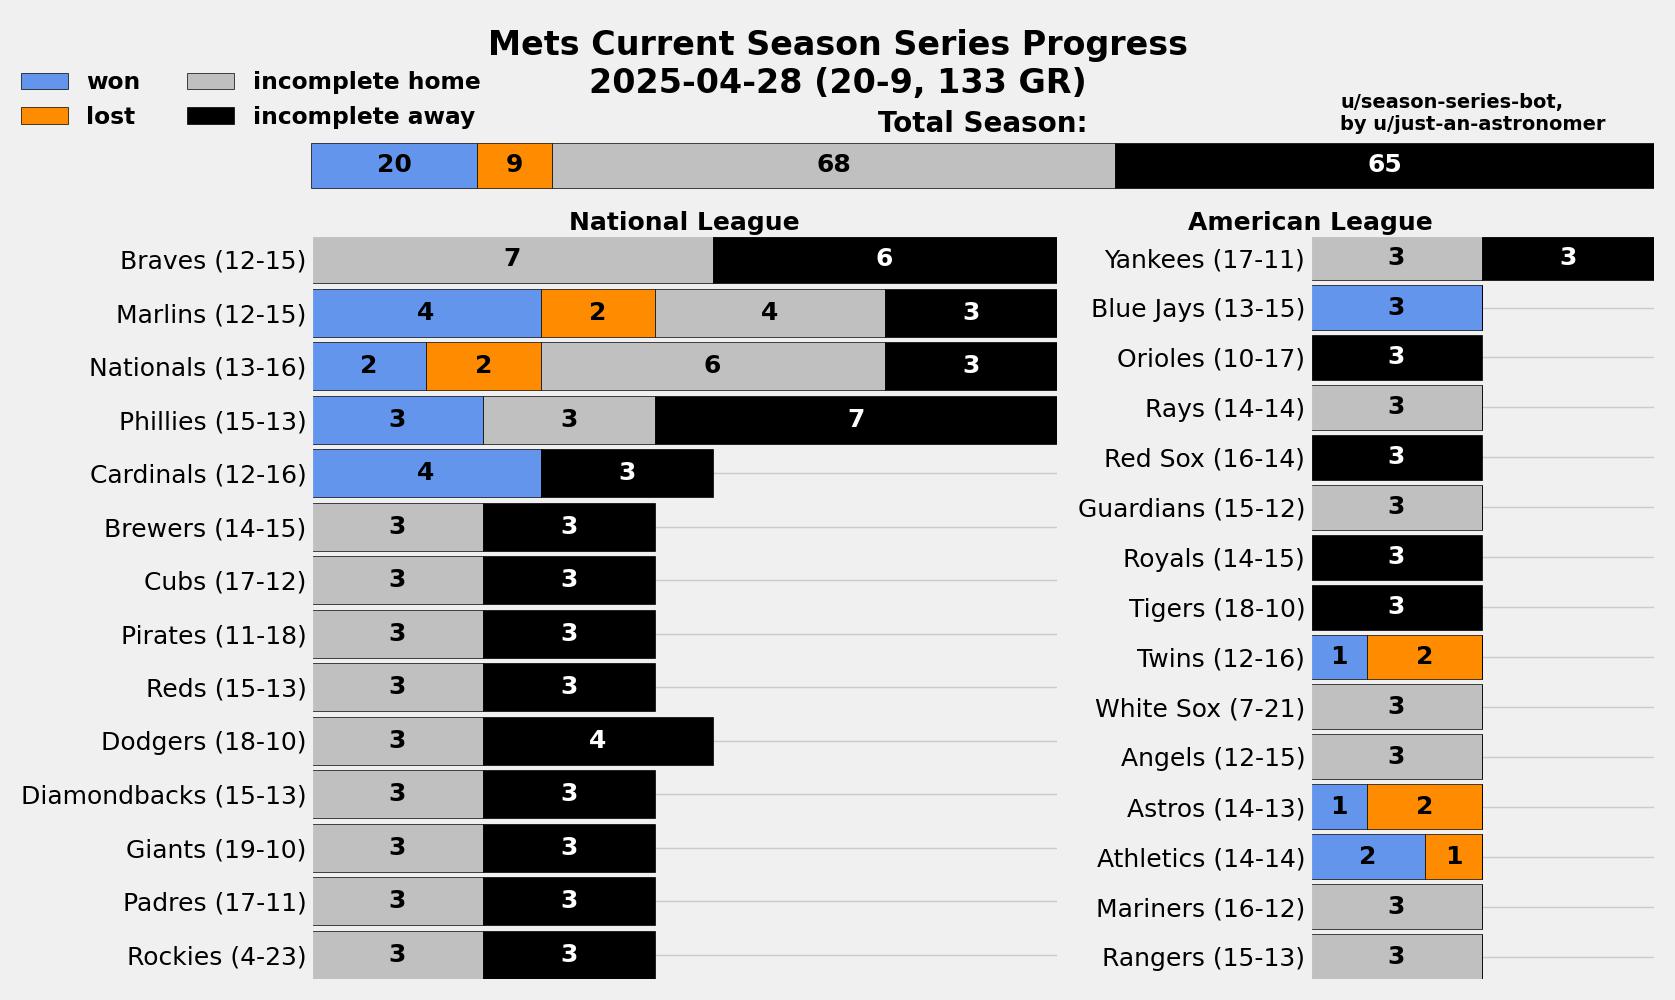 Mets Current Season Series Progress
2025-04-28 (20-9, 133 GR)
won
incomplete home
lost
incomplete away
Total Season:
u/season-series-bot,
by u/just-an-astronomer
20 9 68 65
National League
Braves (12-15) 7 6
Marlins (12-15) 4 2 4 3
Nationals (13-16) 2 2 6 3
Phillies (15-13) 3 3 7
Cardinals (12-16) 4 3
Brewers (14-15) 3 3
Cubs (17-12) 3 3
Pirates (11-18) 3 3
Reds (15-13) 3 3
Dodgers (18-10) 3 4
Diamondbacks (15-13) 3 3
Giants (19-10) 3 3
Padres (17-11) 3 3
Rockies (4-23) 3 3
American League
Yankees (17-11) 3 3
Blue Jays (13-15) 3
Orioles (10-17) 3
Rays (14-14) 3
Red Sox (16-14) 3
Guardians (15-12) 3
Royals (14-15) 3
Tigers (18-10) 3
Twins (12-16) 1 2
White Sox (7-21) 3
Angels (12-15) 3
Astros (14-13) 1 2
Athletics (14-14) 2 1
Mariners (16-12) 3
Rangers (15-13) 3